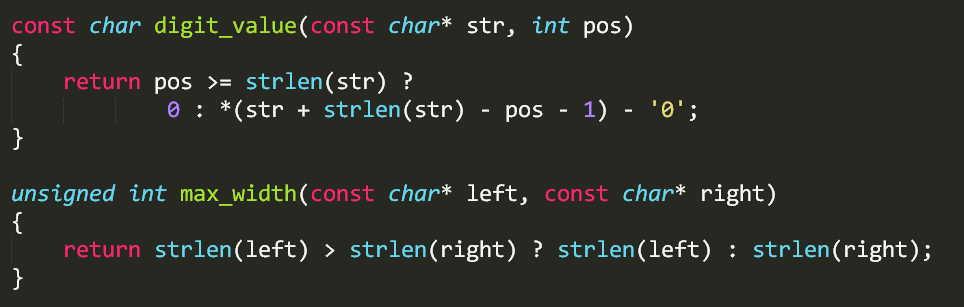 const char digit_value(const char* str, int pos)
{
    return pos >= strlen(str) ?
            0 : *(str + strlen(str) - pos - 1) - '0';
}

unsigned int max_width(const char* left, const char* right)
{
    return strlen(left) > strlen(right) ? strlen(left) : strlen(right);
}